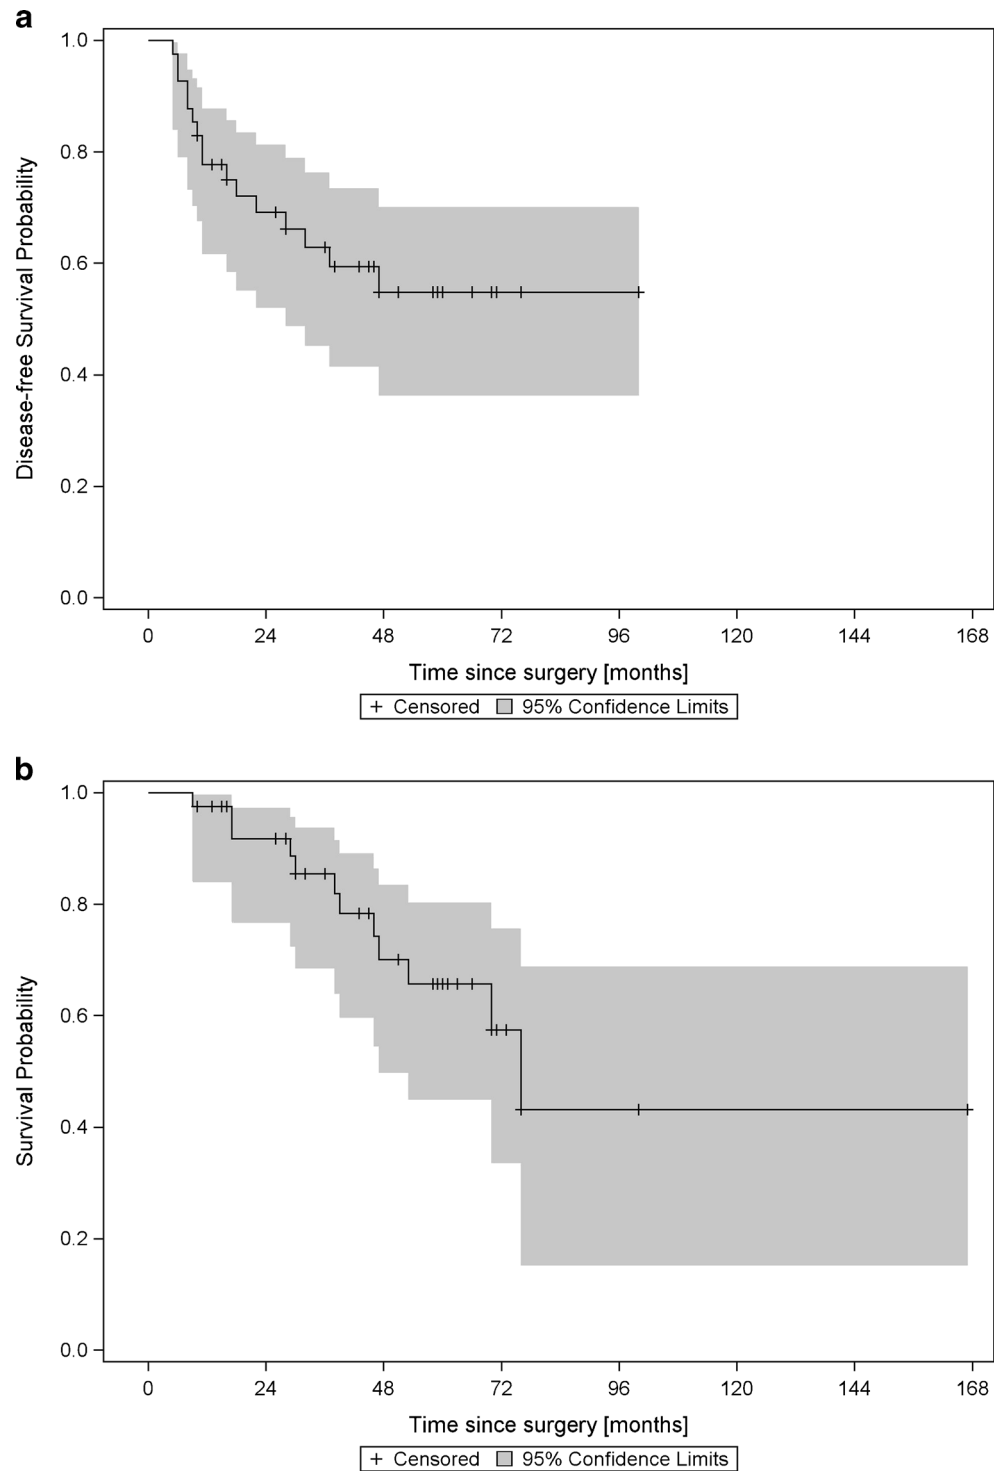 a
Disease-free Survival Probability
1.0
0.8
0.6
0.4
0.2
0.0
0 24 48 72 96 120 144 168
Time since surgery [months]
+ Censored 95% Confidence Limits
b
Survival Probability
1.0
0.8
0.6
0.4
0.2
0.0
0 24 48 72 96 120 144 168
Time since surgery [months]
+ Censored 95% Confidence Limits